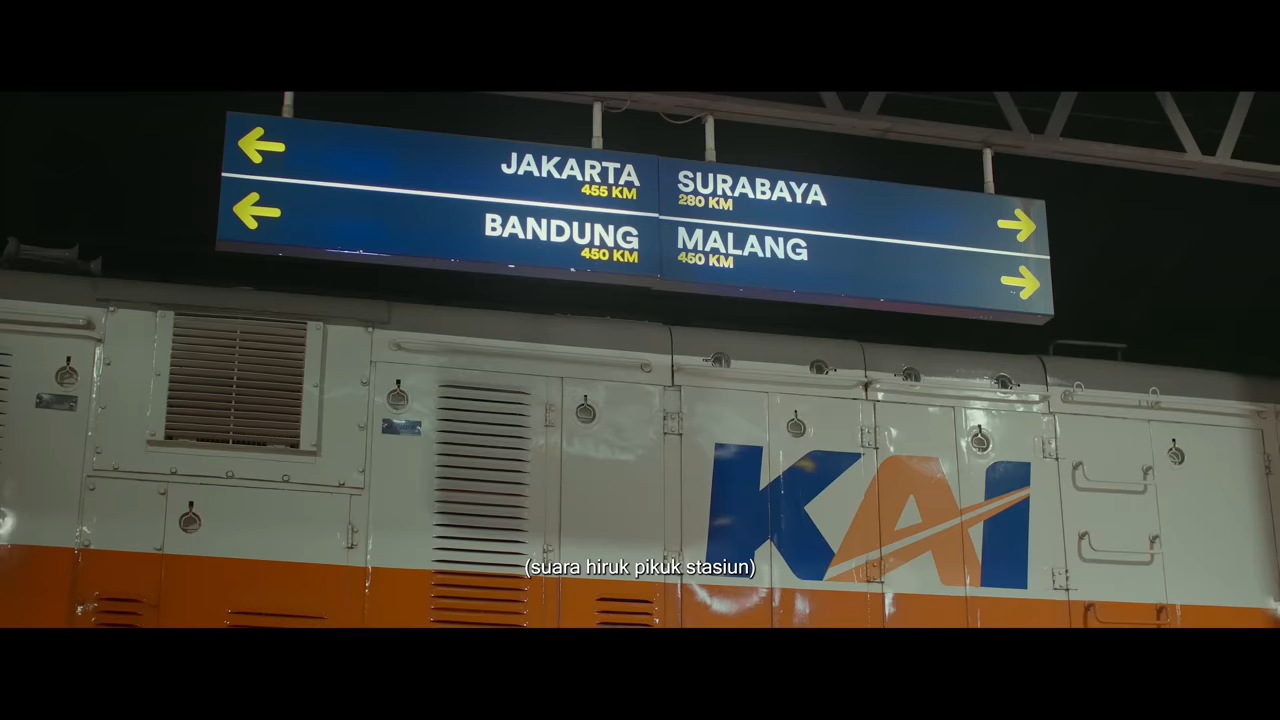 JAKARTA
455 KM
BANDUNG
450 KM
SURABAYA
280 KM
MALANG
450 KM
KAI
(suara hiruk pikuk stasiun)